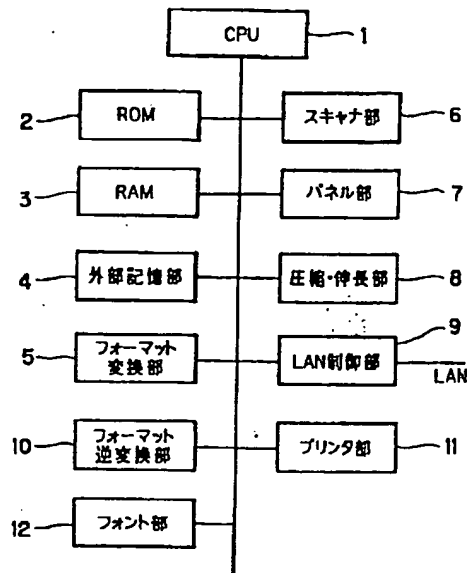 CPU
1
2
ROM
スキャナ部
6
3
RAM
パネル部
7
4
外部記憶部
圧縮・伸長部
8
5
フォーマット
変換部
LAN制御部
9
LAN
10
フォーマット
逆変換部
プリンタ部
11
12
フォント部